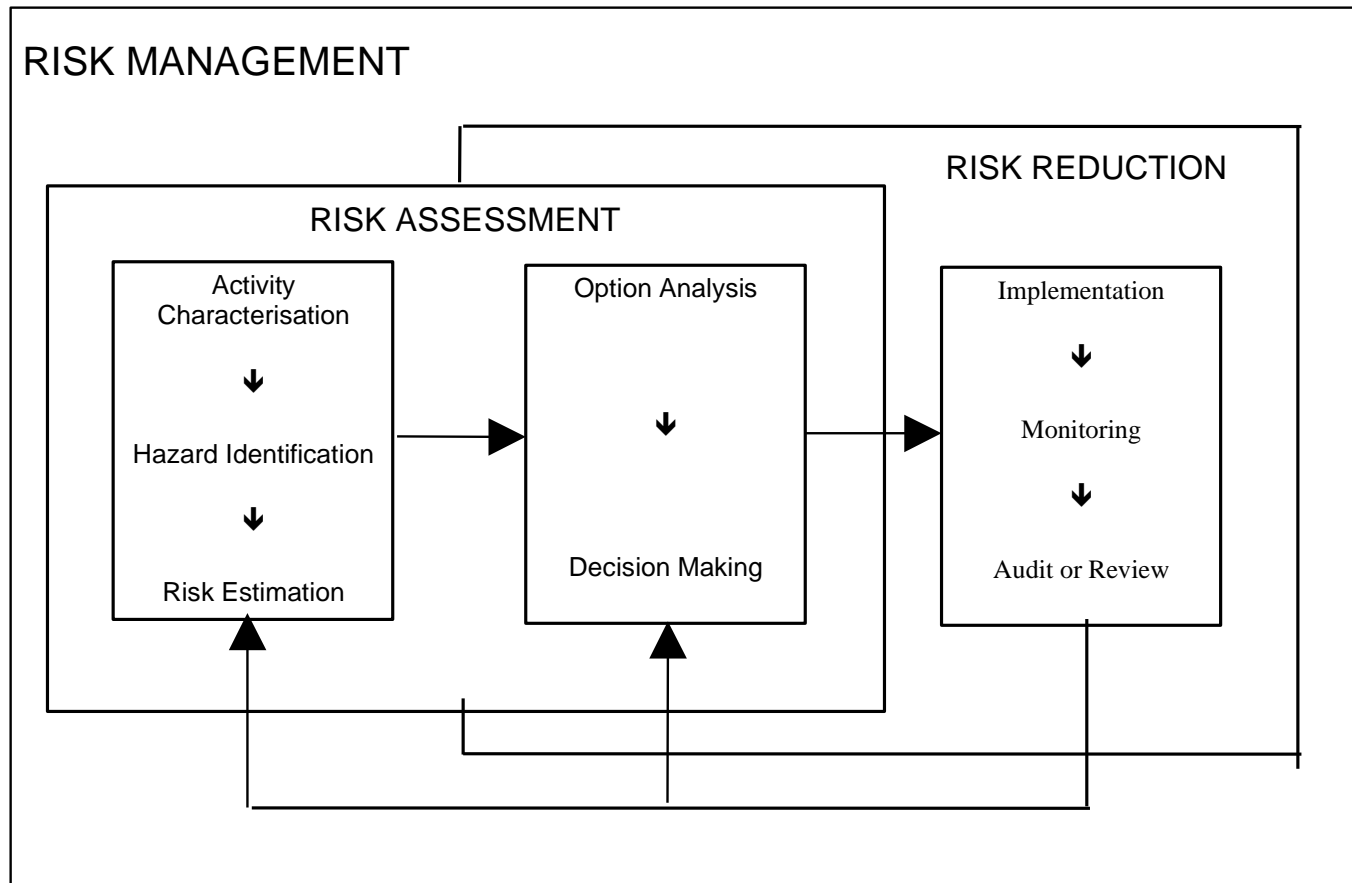 RISK MANAGEMENT
RISK REDUCTION
RISK ASSESSMENT
Activity
Characterisation
Hazard Identification
Risk Estimation
Option Analysis
Decision Making
Implementation
Monitoring
Audit or Review